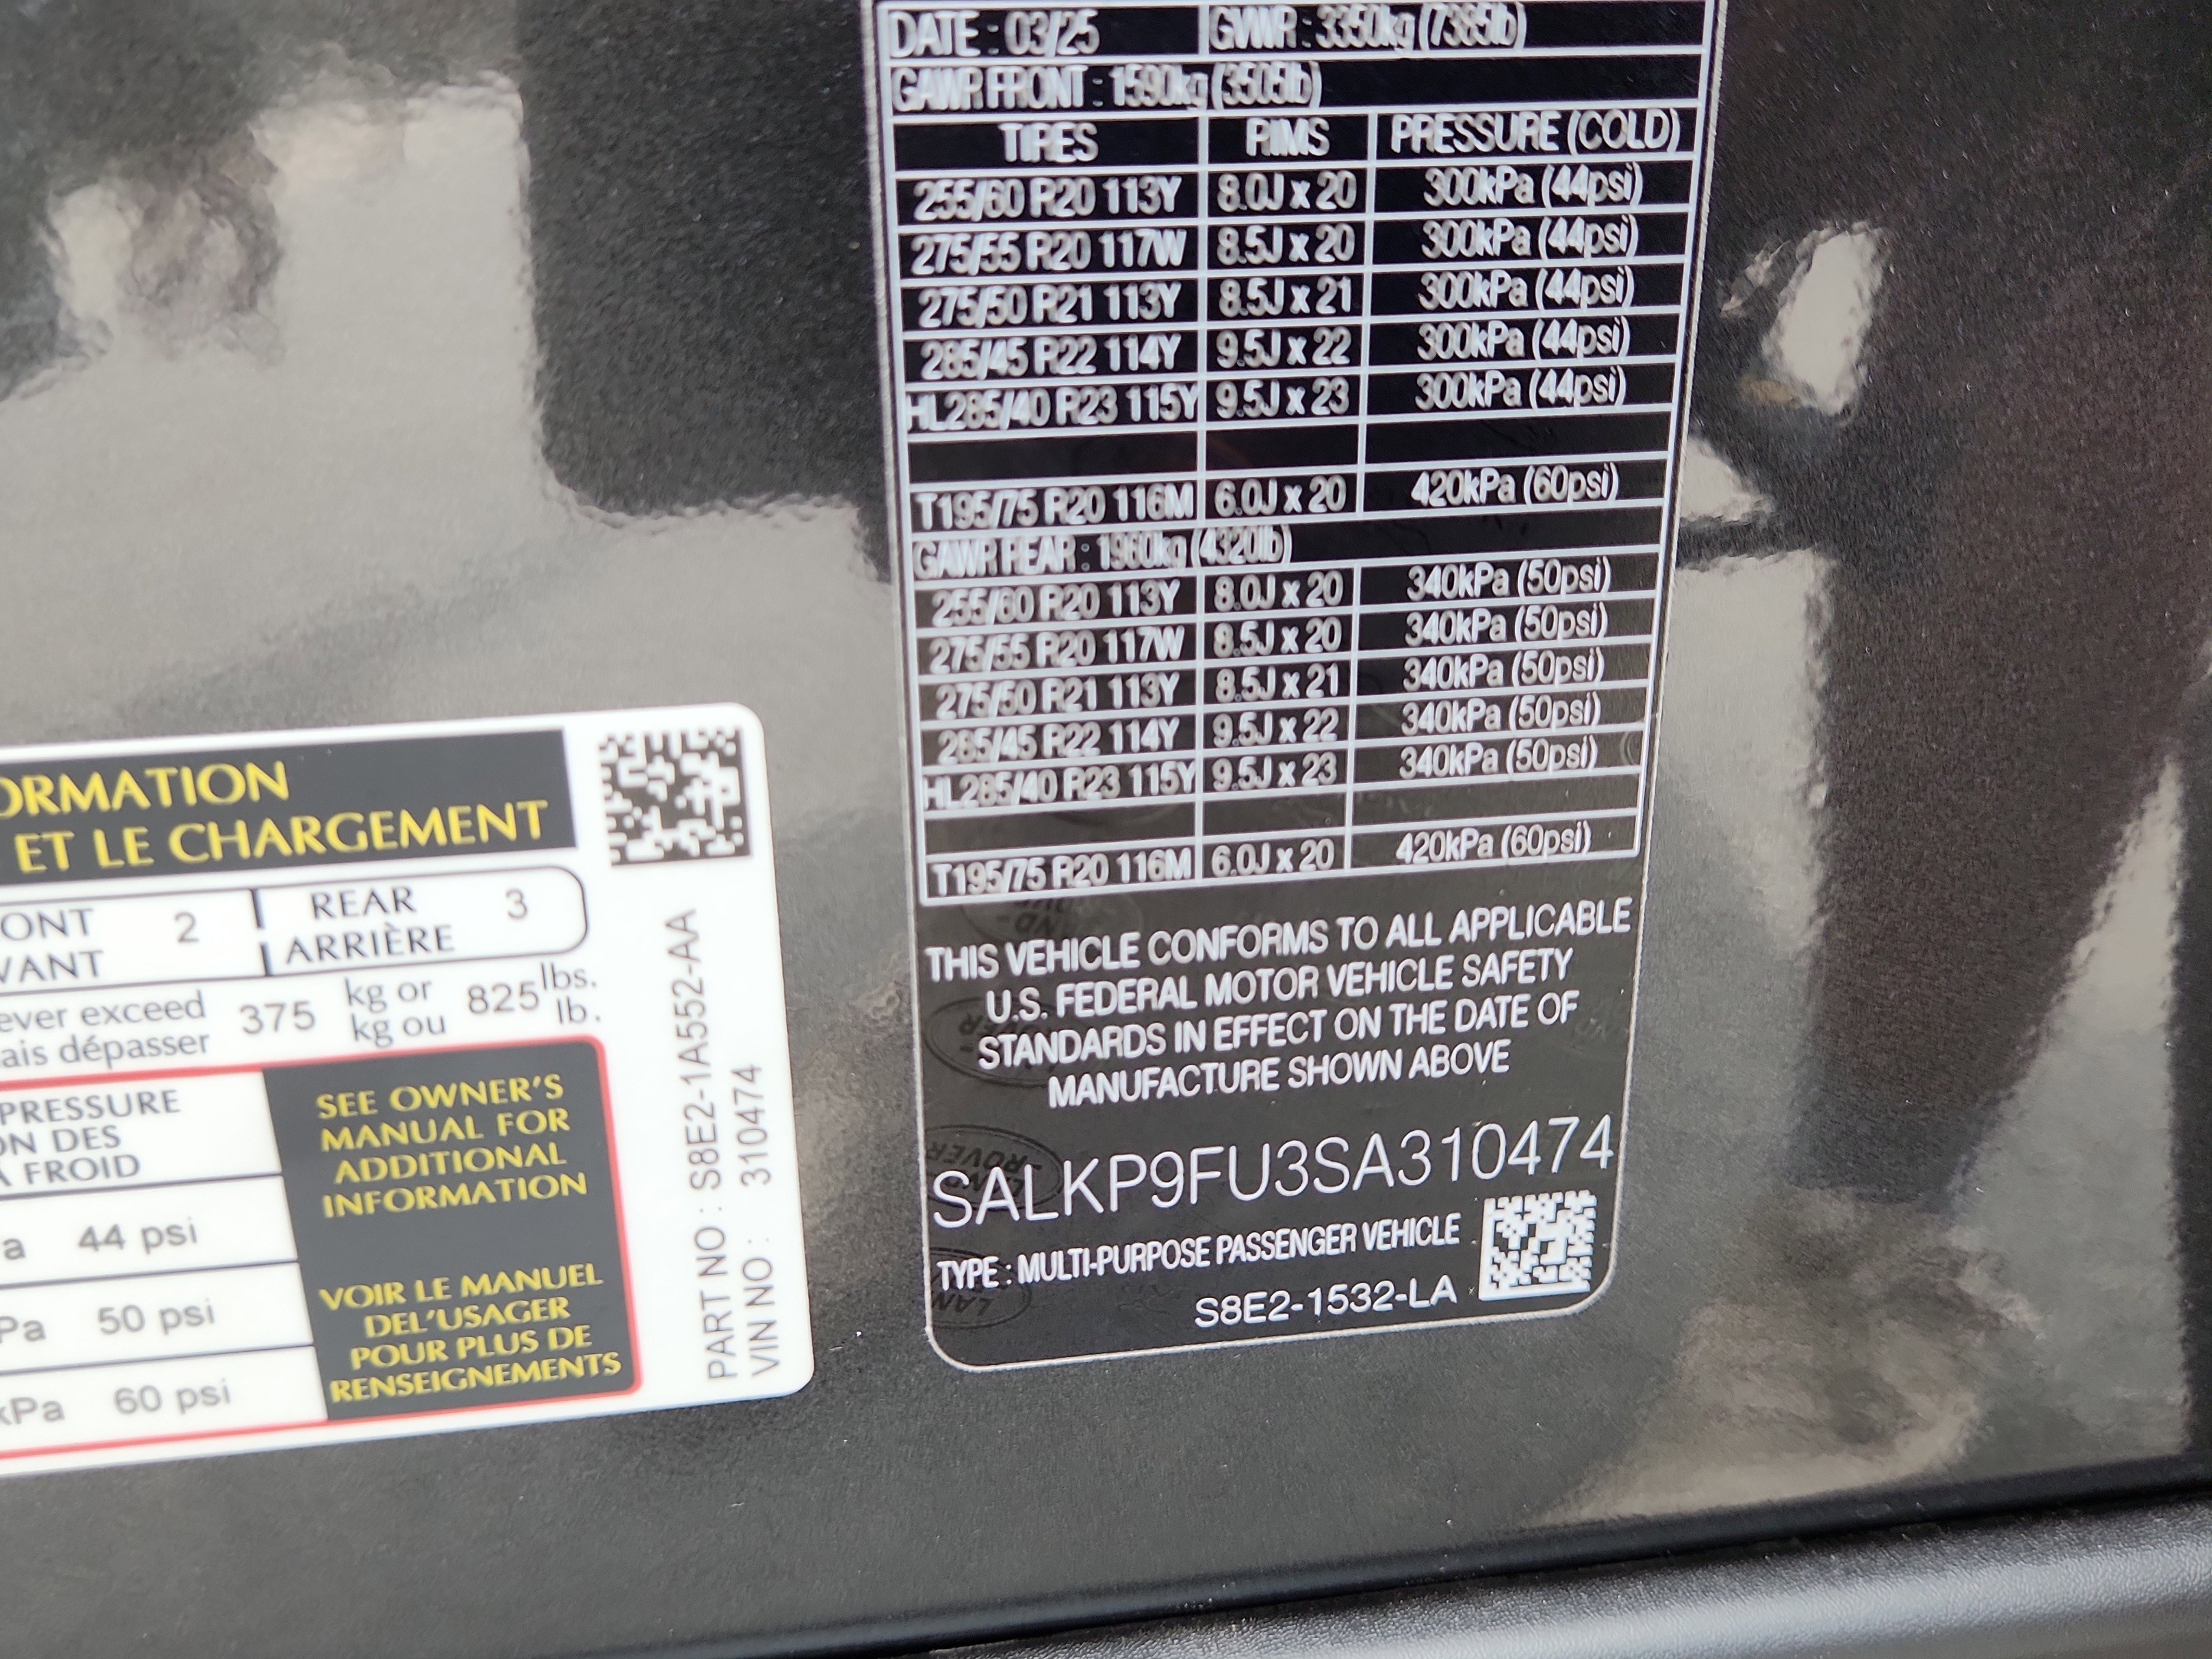 DATE : 03/25 GVWR : 3350kg (7385lb)
GAWR FRONT : 1590kg (3505lb)
TIRES RIMS PRESSURE (COLD)
255/60 R20 113Y 8.0J x 20 300kPa (44psi)
275/55 R20 117W 8.5J x 20 300kPa (44psi)
275/50 R21 113Y 8.5J x 21 300kPa (44psi)
285/45 R22 114Y 9.5J x 22 300kPa (44psi)
HL285/40 R23 115Y 9.5J x 23 300kPa (44psi)
T195/75 R20 116M 6.0J x 20 420kPa (60psi)
GAWR REAR : 1960kg (4320lb)
255/60 R20 113Y 8.0J x 20 340kPa (50psi)
275/55 R20 117W 8.5J x 20 340kPa (50psi)
275/50 R21 113Y 8.5J x 21 340kPa (50psi)
285/45 R22 114Y 9.5J x 22 340kPa (50psi)
HL285/40 R23 115Y 9.5J x 23 340kPa (50psi)
T195/75 R20 116M 6.0J x 20 420kPa (60psi)
THIS VEHICLE CONFORMS TO ALL APPLICABLE
U.S. FEDERAL MOTOR VEHICLE SAFETY
STANDARDS IN EFFECT ON THE DATE OF
MANUFACTURE SHOWN ABOVE
SALKP9FU3SA310474
TYPE : MULTI-PURPOSE PASSENGER VEHICLE
S8E2-1532-LA
ORMATION
ET LE CHARGEMENT
ONT 2 REAR 3
VANT ARRIÈRE
ever exceed 375 kg or 825 lbs.
ais dépasser kg ou lb.
PRESSURE
ON DES
À FROID
a 44 psi
Pa 50 psi
kPa 60 psi
SEE OWNER'S
MANUAL FOR
ADDITIONAL
INFORMATION
VOIR LE MANUEL
DEL'USAGER
POUR PLUS DE
RENSEIGNEMENTS
PART NO : S8E2-1A552-AA
VIN NO : 310474